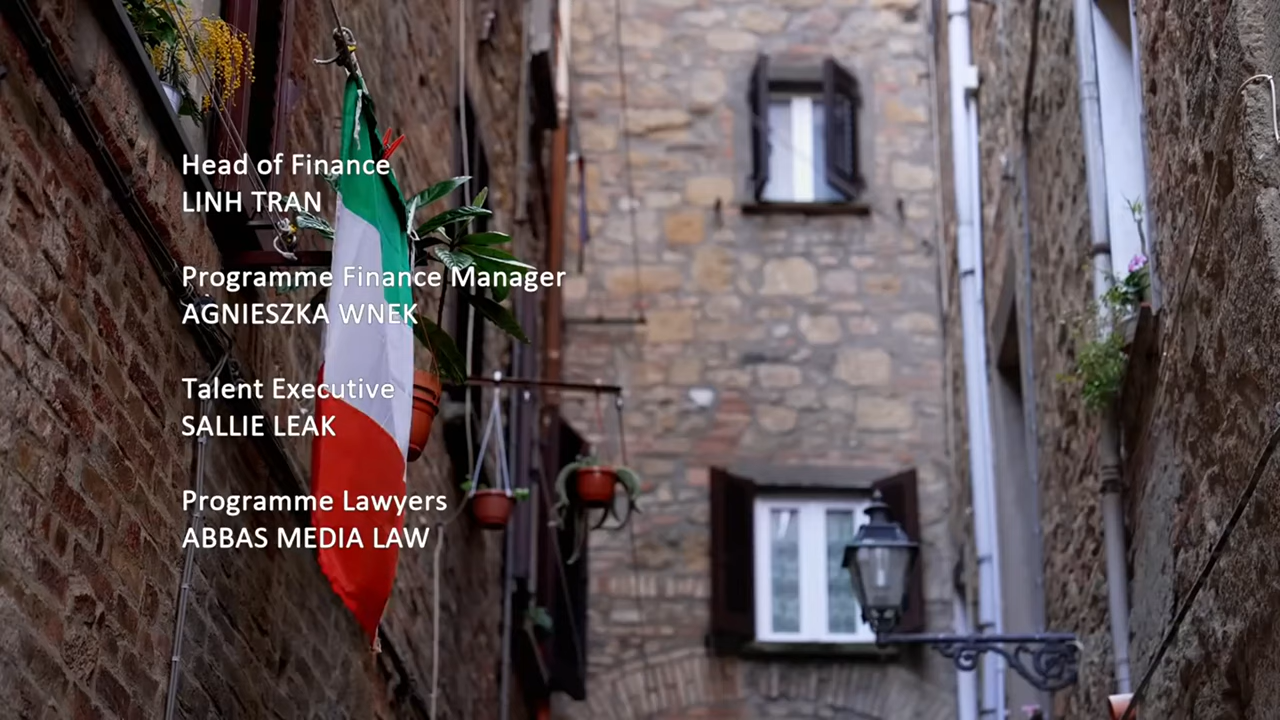 Head of Finance
LINH TRAN
Programme Finance Manager
AGNIESZKA WNEK
Talent Executive
SALLIE LEAK
Programme Lawyers
ABBAS MEDIA LAW